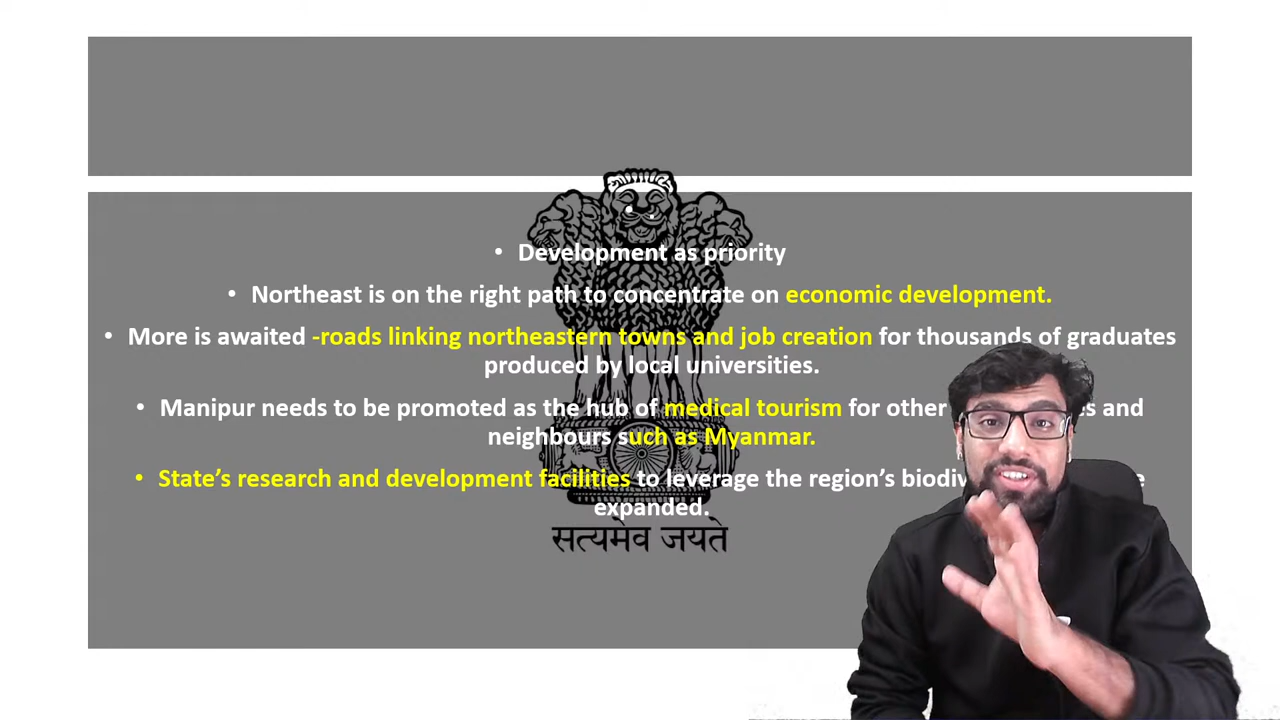 • Development as priority
• Northeast is on the right path to concentrate on economic development.
• More is awaited -roads linking northeastern towns and job creation for thousands of graduates
produced by local universities.
• Manipur needs to be promoted as the hub of medical tourism for other and
neighbours such as Myanmar.
• State’s research and development facilities to leverage the region’s
expanded.
सत्यमेव जयते